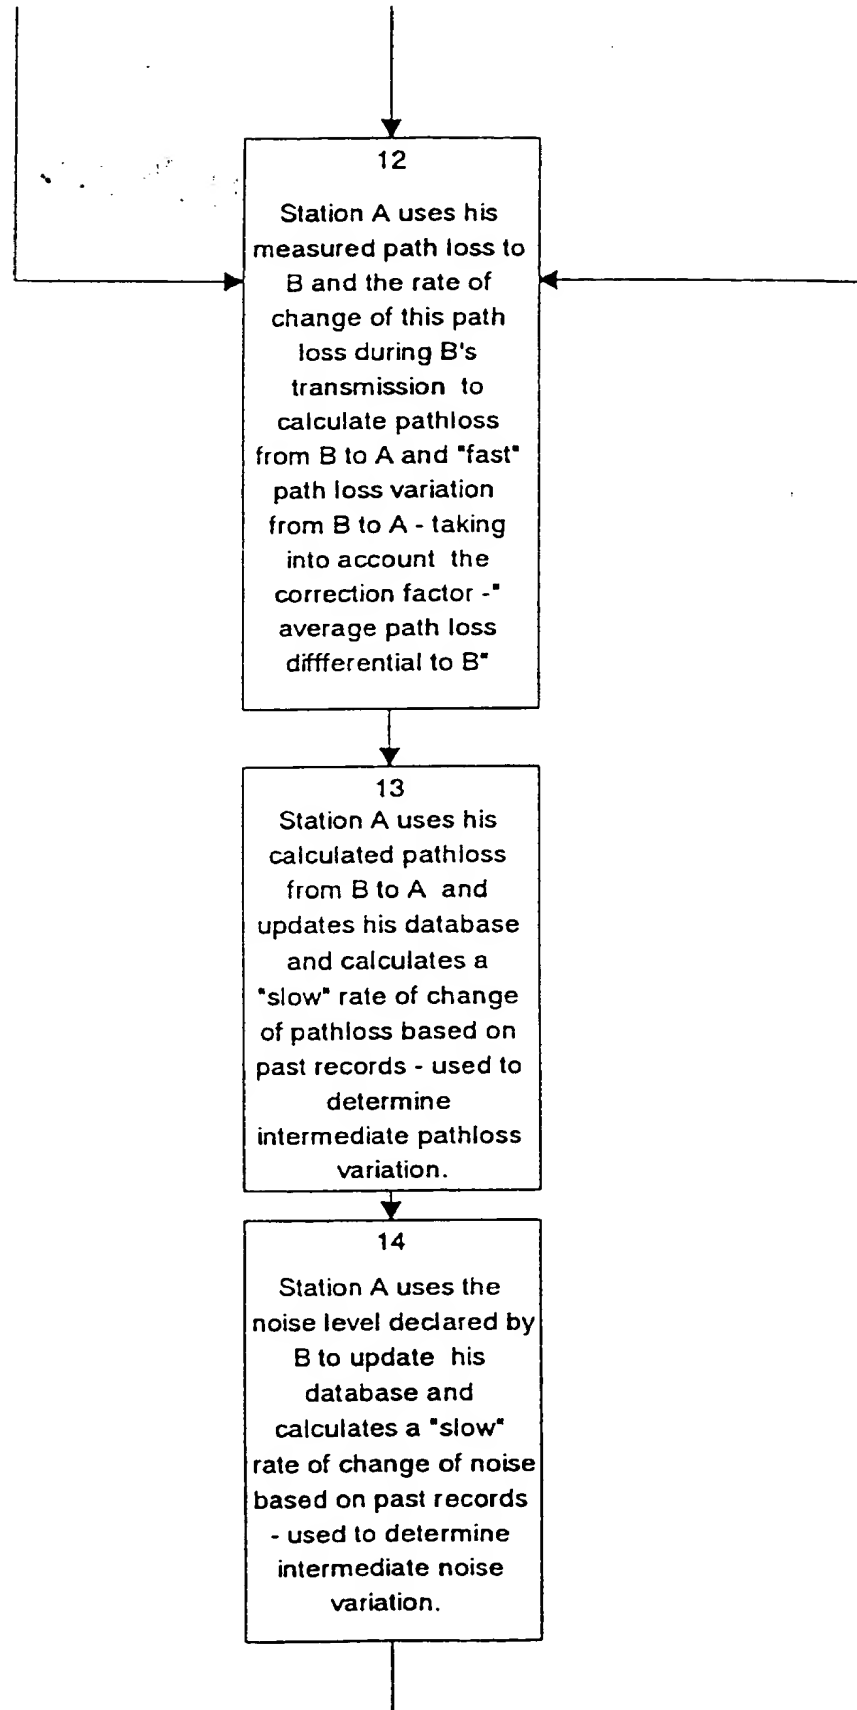 12
Station A uses his
measured path loss to
B and the rate of
change of this path
loss during B's
transmission to
calculate pathloss
from B to A and "fast"
path loss variation
from B to A - taking
into account the
correction factor -"
average path loss
diffferential to B"
13
Station A uses his
calculated pathloss
from B to A and
updates his database
and calculates a
"slow" rate of change
of pathloss based on
past records - used to
determine
intermediate pathloss
variation.
14
Station A uses the
noise level declared by
B to update his
database and
calculates a "slow"
rate of change of noise
based on past records
- used to determine
intermediate noise
variation.